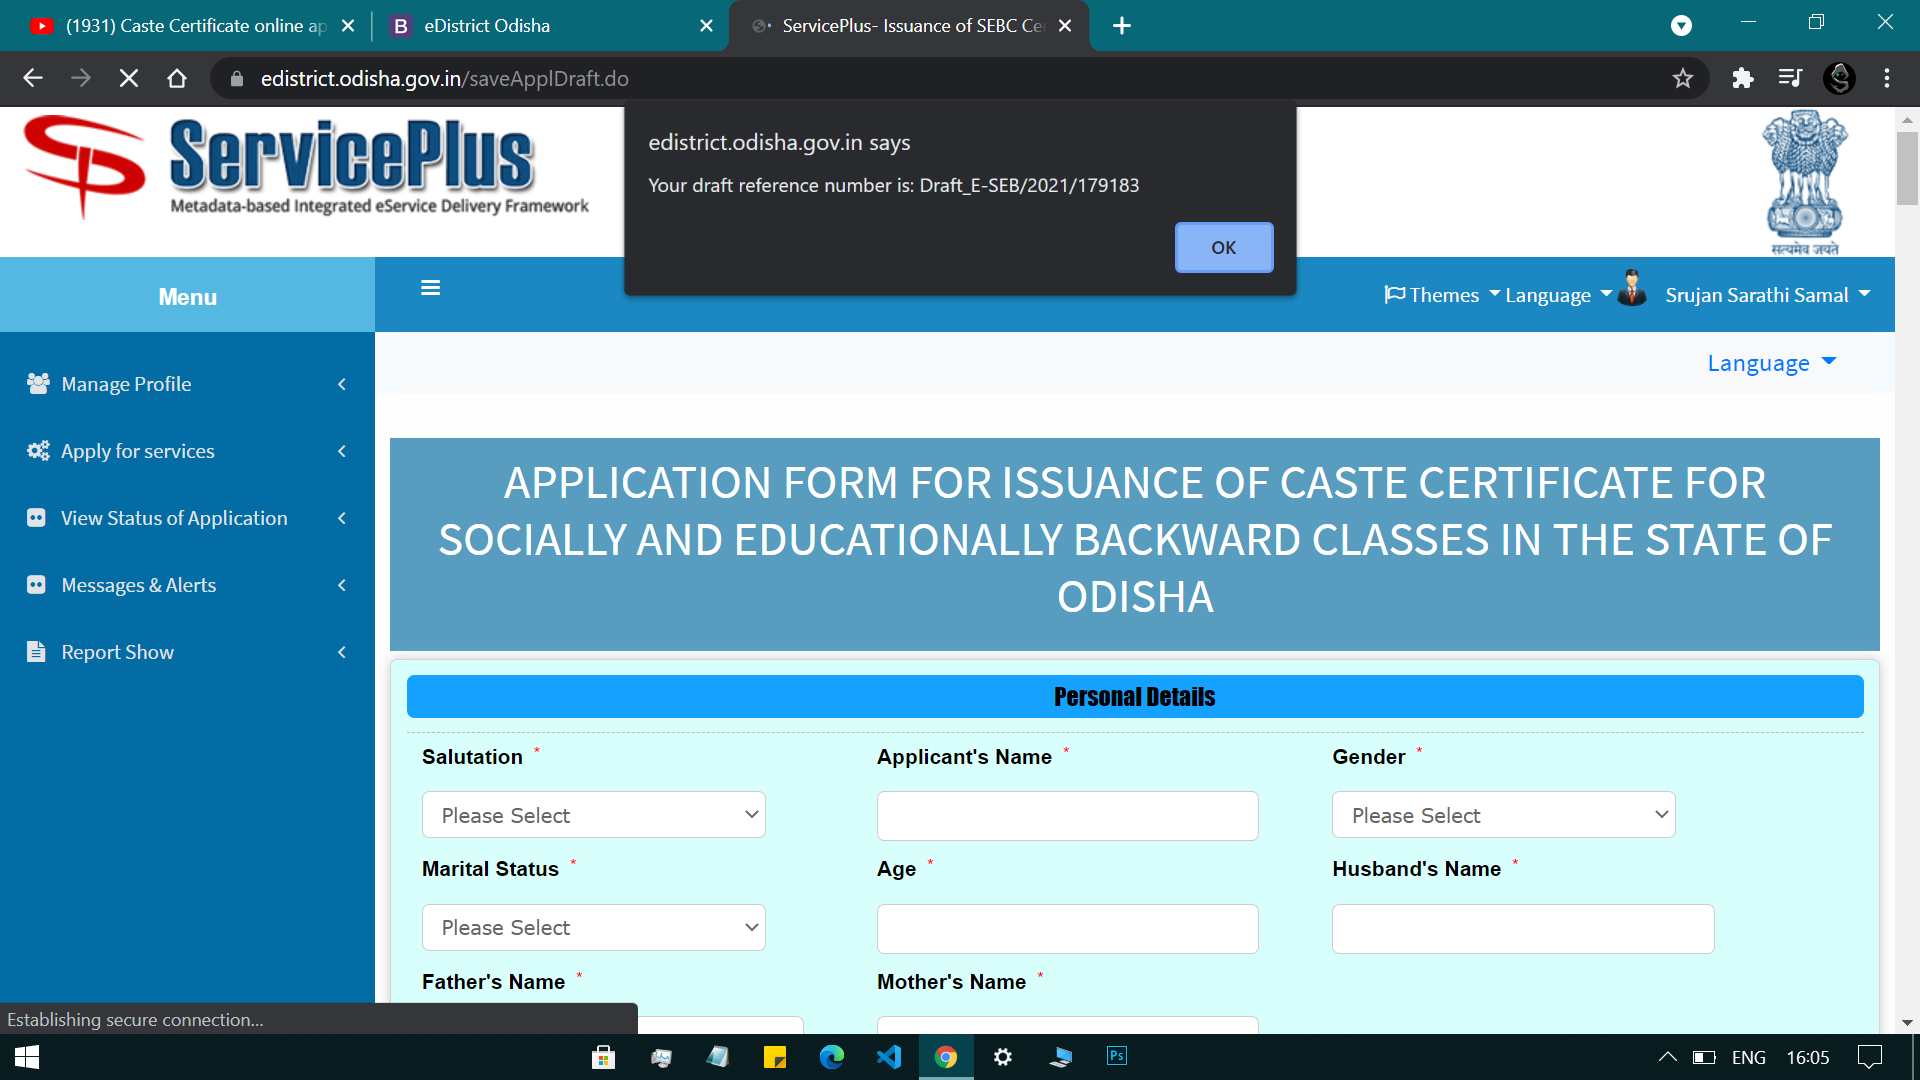 (1931) Caste Certificate online ap
eDistrict Odisha
ServicePlus- Issuance of SEBC Ce
edistrict.odisha.gov.in/saveApplDraft.do
ServicePlus
Metadata-based Integrated eService Delivery Framework
edistrict.odisha.gov.in says
Your draft reference number is: Draft_E-SEB/2021/179183
OK
सत्यमेव जयते
Menu
Themes
Language
Srujan Sarathi Samal
Language
Manage Profile
Apply for services
View Status of Application
Messages & Alerts
Report Show
APPLICATION FORM FOR ISSUANCE OF CASTE CERTIFICATE FOR
SOCIALLY AND EDUCATIONALLY BACKWARD CLASSES IN THE STATE OF
ODISHA
Personal Details
Salutation *
Applicant's Name *
Gender *
Please Select
Please Select
Marital Status *
Age *
Husband's Name *
Please Select
Father's Name *
Mother's Name *
Establishing secure connection...
Ps
ENG
16:05